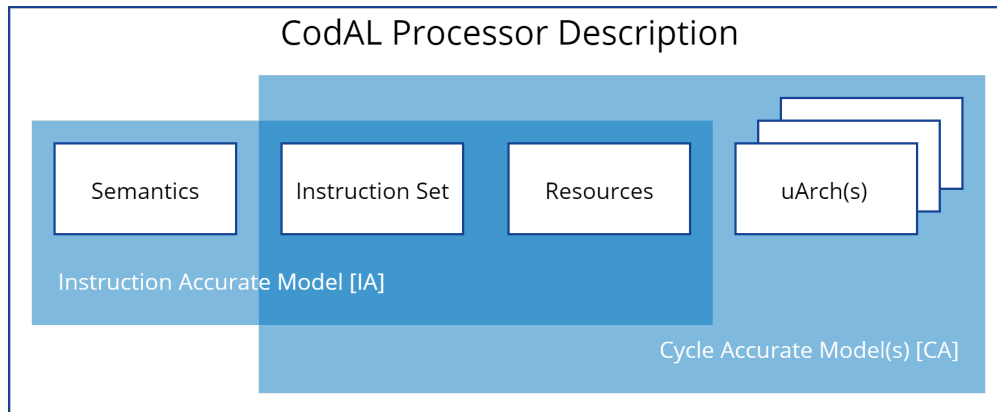 CodAL Processor Description
Semantics
Instruction Set
Resources
uArch(s)
Instruction Accurate Model [IA]
Cycle Accurate Model(s) [CA]